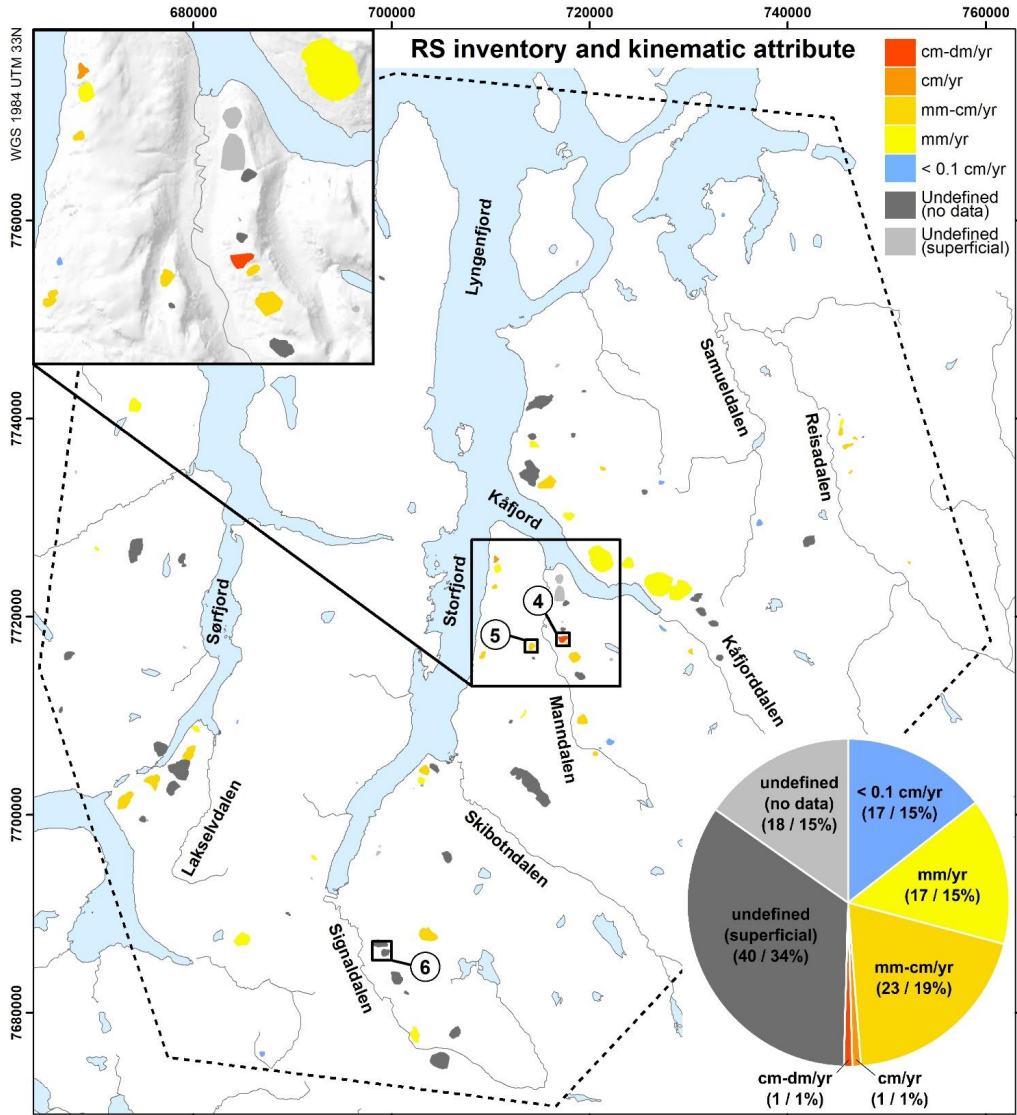 680000
700000
720000
740000
760000
WGS 1984 UTM 33N
7760000
7740000
7720000
7700000
7680000
RS inventory and kinematic attribute
cm-dm/yr
cm/yr
mm-cm/yr
mm/yr
< 0.1 cm/yr
Undefined
(no data)
Undefined
(superficial)
Lyngenfjord
Samueldalen
Reisadalen
Kåfjord
Storfjord
Sørfjord
4
5
Kåfjorddalen
Manndalen
Lakselvdalen
Skibotndalen
Signaldalen
6
undefined
(no data)
(18 / 15%)
< 0.1 cm/yr
(17 / 15%)
mm/yr
(17 / 15%)
undefined
(superficial)
(40 / 34%)
mm-cm/yr
(23 / 19%)
cm-dm/yr
(1 / 1%)
cm/yr
(1 / 1%)